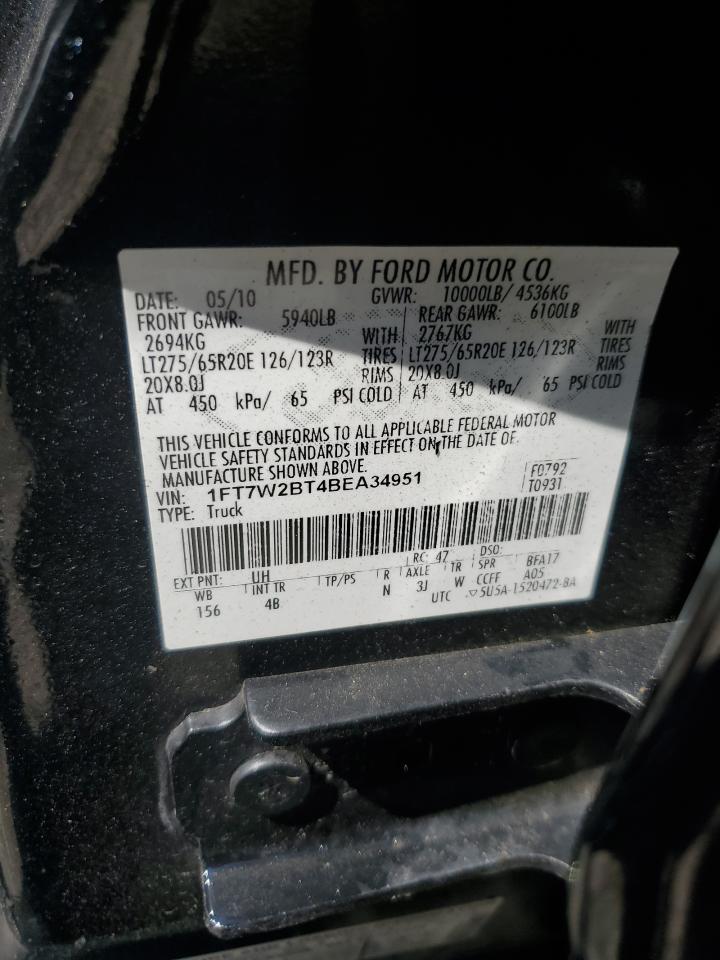 MFD. BY FORD MOTOR CO.
DATE: 05/10 GVWR: 10000LB/ 4536KG
FRONT GAWR: 5940LB REAR GAWR: 6100LB
2694KG WITH 2767KG WITH
LT275/65R20E 126/123R TIRES LT275/65R20E 126/123R TIRES
20X8.0J RIMS 20X8.0J RIMS
AT 450 kPa/ 65 PSI COLD AT 450 kPa/ 65 PSI COLD
THIS VEHICLE CONFORMS TO ALL APPLICABLE FEDERAL MOTOR
VEHICLE SAFETY STANDARDS IN EFFECT ON THE DATE OF
MANUFACTURE SHOWN ABOVE.
VIN: 1FT7W2BT4BEA34951 F0792
TYPE: Truck T0931
EXT PNT: UH RC: 47 DSO:
WB INT TR TP/PS R AXLE TR SPR BFA17
156 4B N 3J W CCFF A05
UTC ▽5U5A-1520472-BA